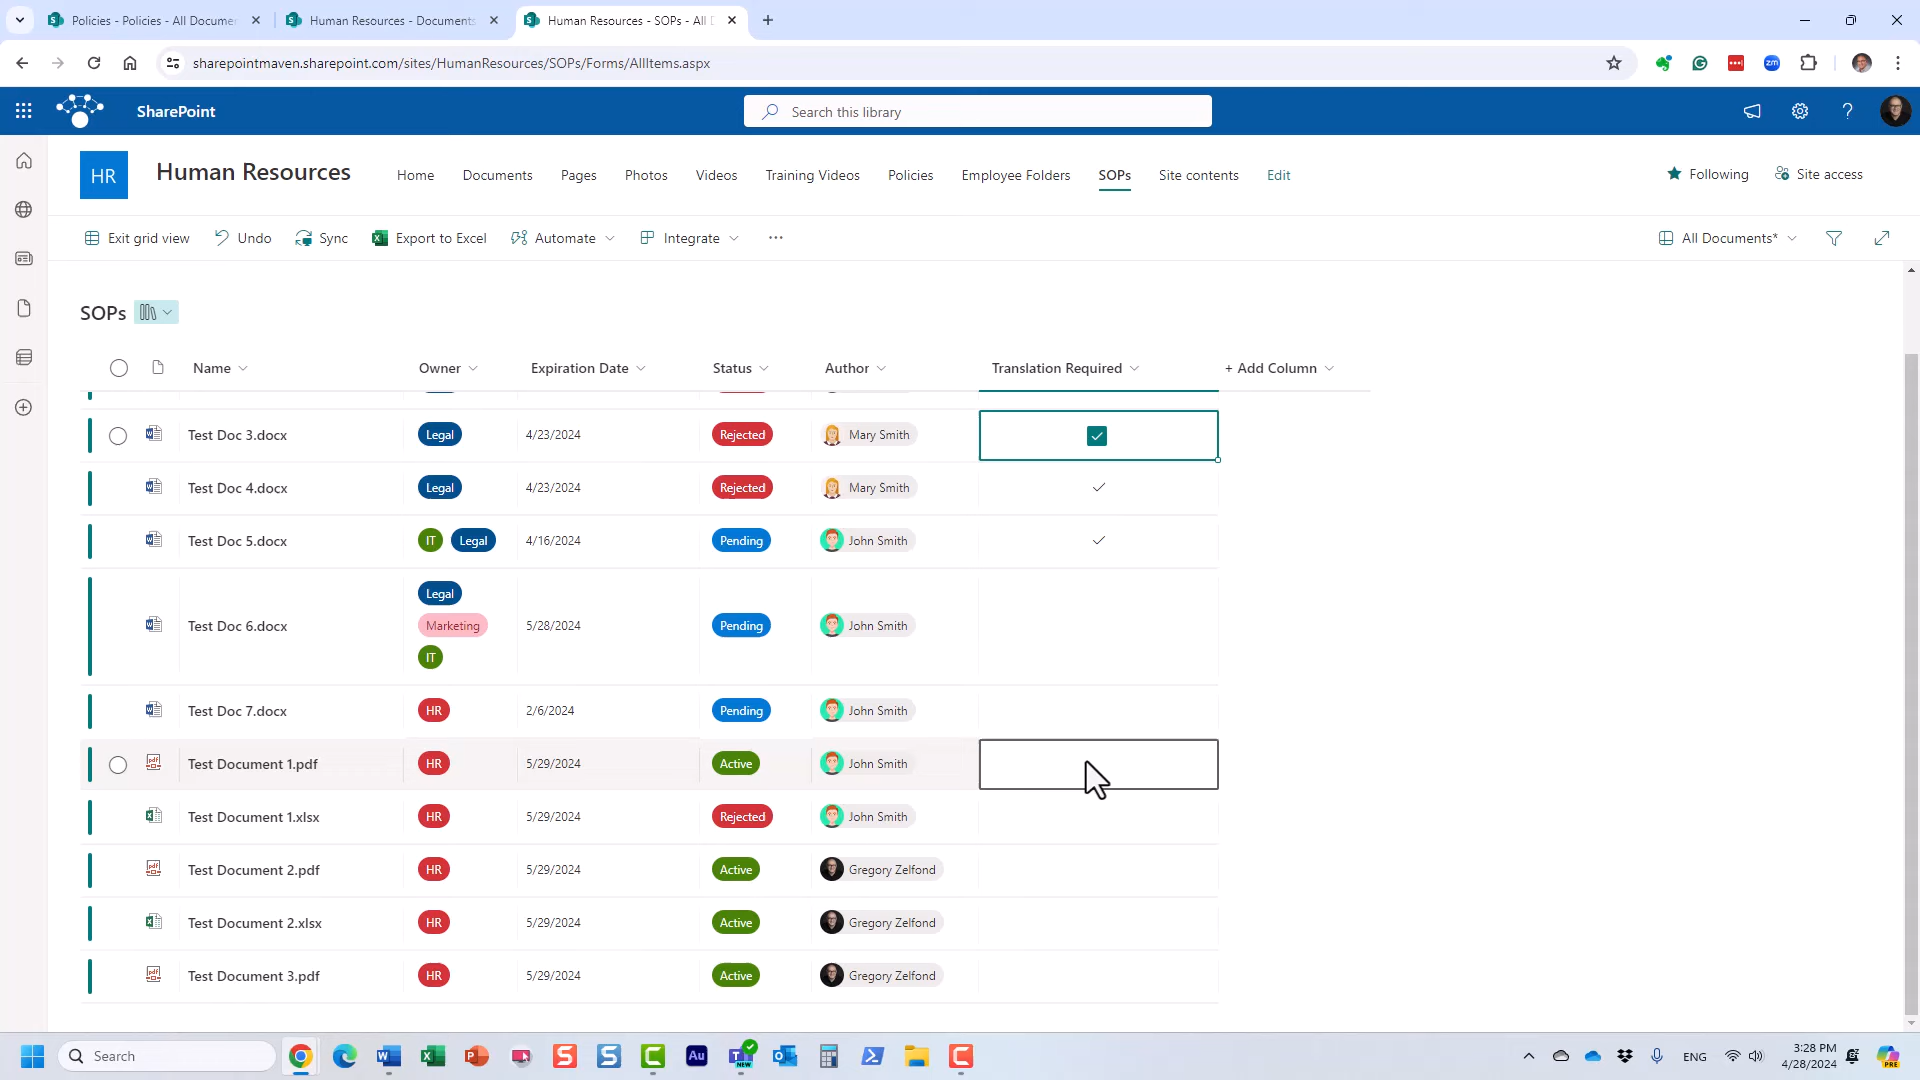 Policies - Policies - All Docume
Human Resources - Documents
Human Resources - SOPs - All D
sharepointmaven.sharepoint.com/sites/HumanResources/SOPs/Forms/AllItems.aspx
zm
SharePoint
Search this library
HR
Human Resources
Home Documents Pages Photos Videos Training Videos Policies Employee Folders SOPs Site contents Edit
Following Site access
Exit grid view Undo Sync Export to Excel Automate Integrate ···
All Documents*
SOPs
Name Owner Expiration Date Status Author Translation Required + Add Column
Test Doc 3.docx Legal 4/23/2024 Rejected Mary Smith
Test Doc 4.docx Legal 4/23/2024 Rejected Mary Smith
Test Doc 5.docx IT Legal 4/16/2024 Pending John Smith
Legal
Test Doc 6.docx Marketing 5/28/2024 Pending John Smith
IT
Test Doc 7.docx HR 2/6/2024 Pending John Smith
Test Document 1.pdf HR 5/29/2024 Active John Smith
Test Document 1.xlsx HR 5/29/2024 Rejected John Smith
Test Document 2.pdf HR 5/29/2024 Active Gregory Zelfond
Test Document 2.xlsx HR 5/29/2024 Active Gregory Zelfond
Test Document 3.pdf HR 5/29/2024 Active Gregory Zelfond
Search
Au
NEW
ENG
3:28 PM
4/28/2024
PRE